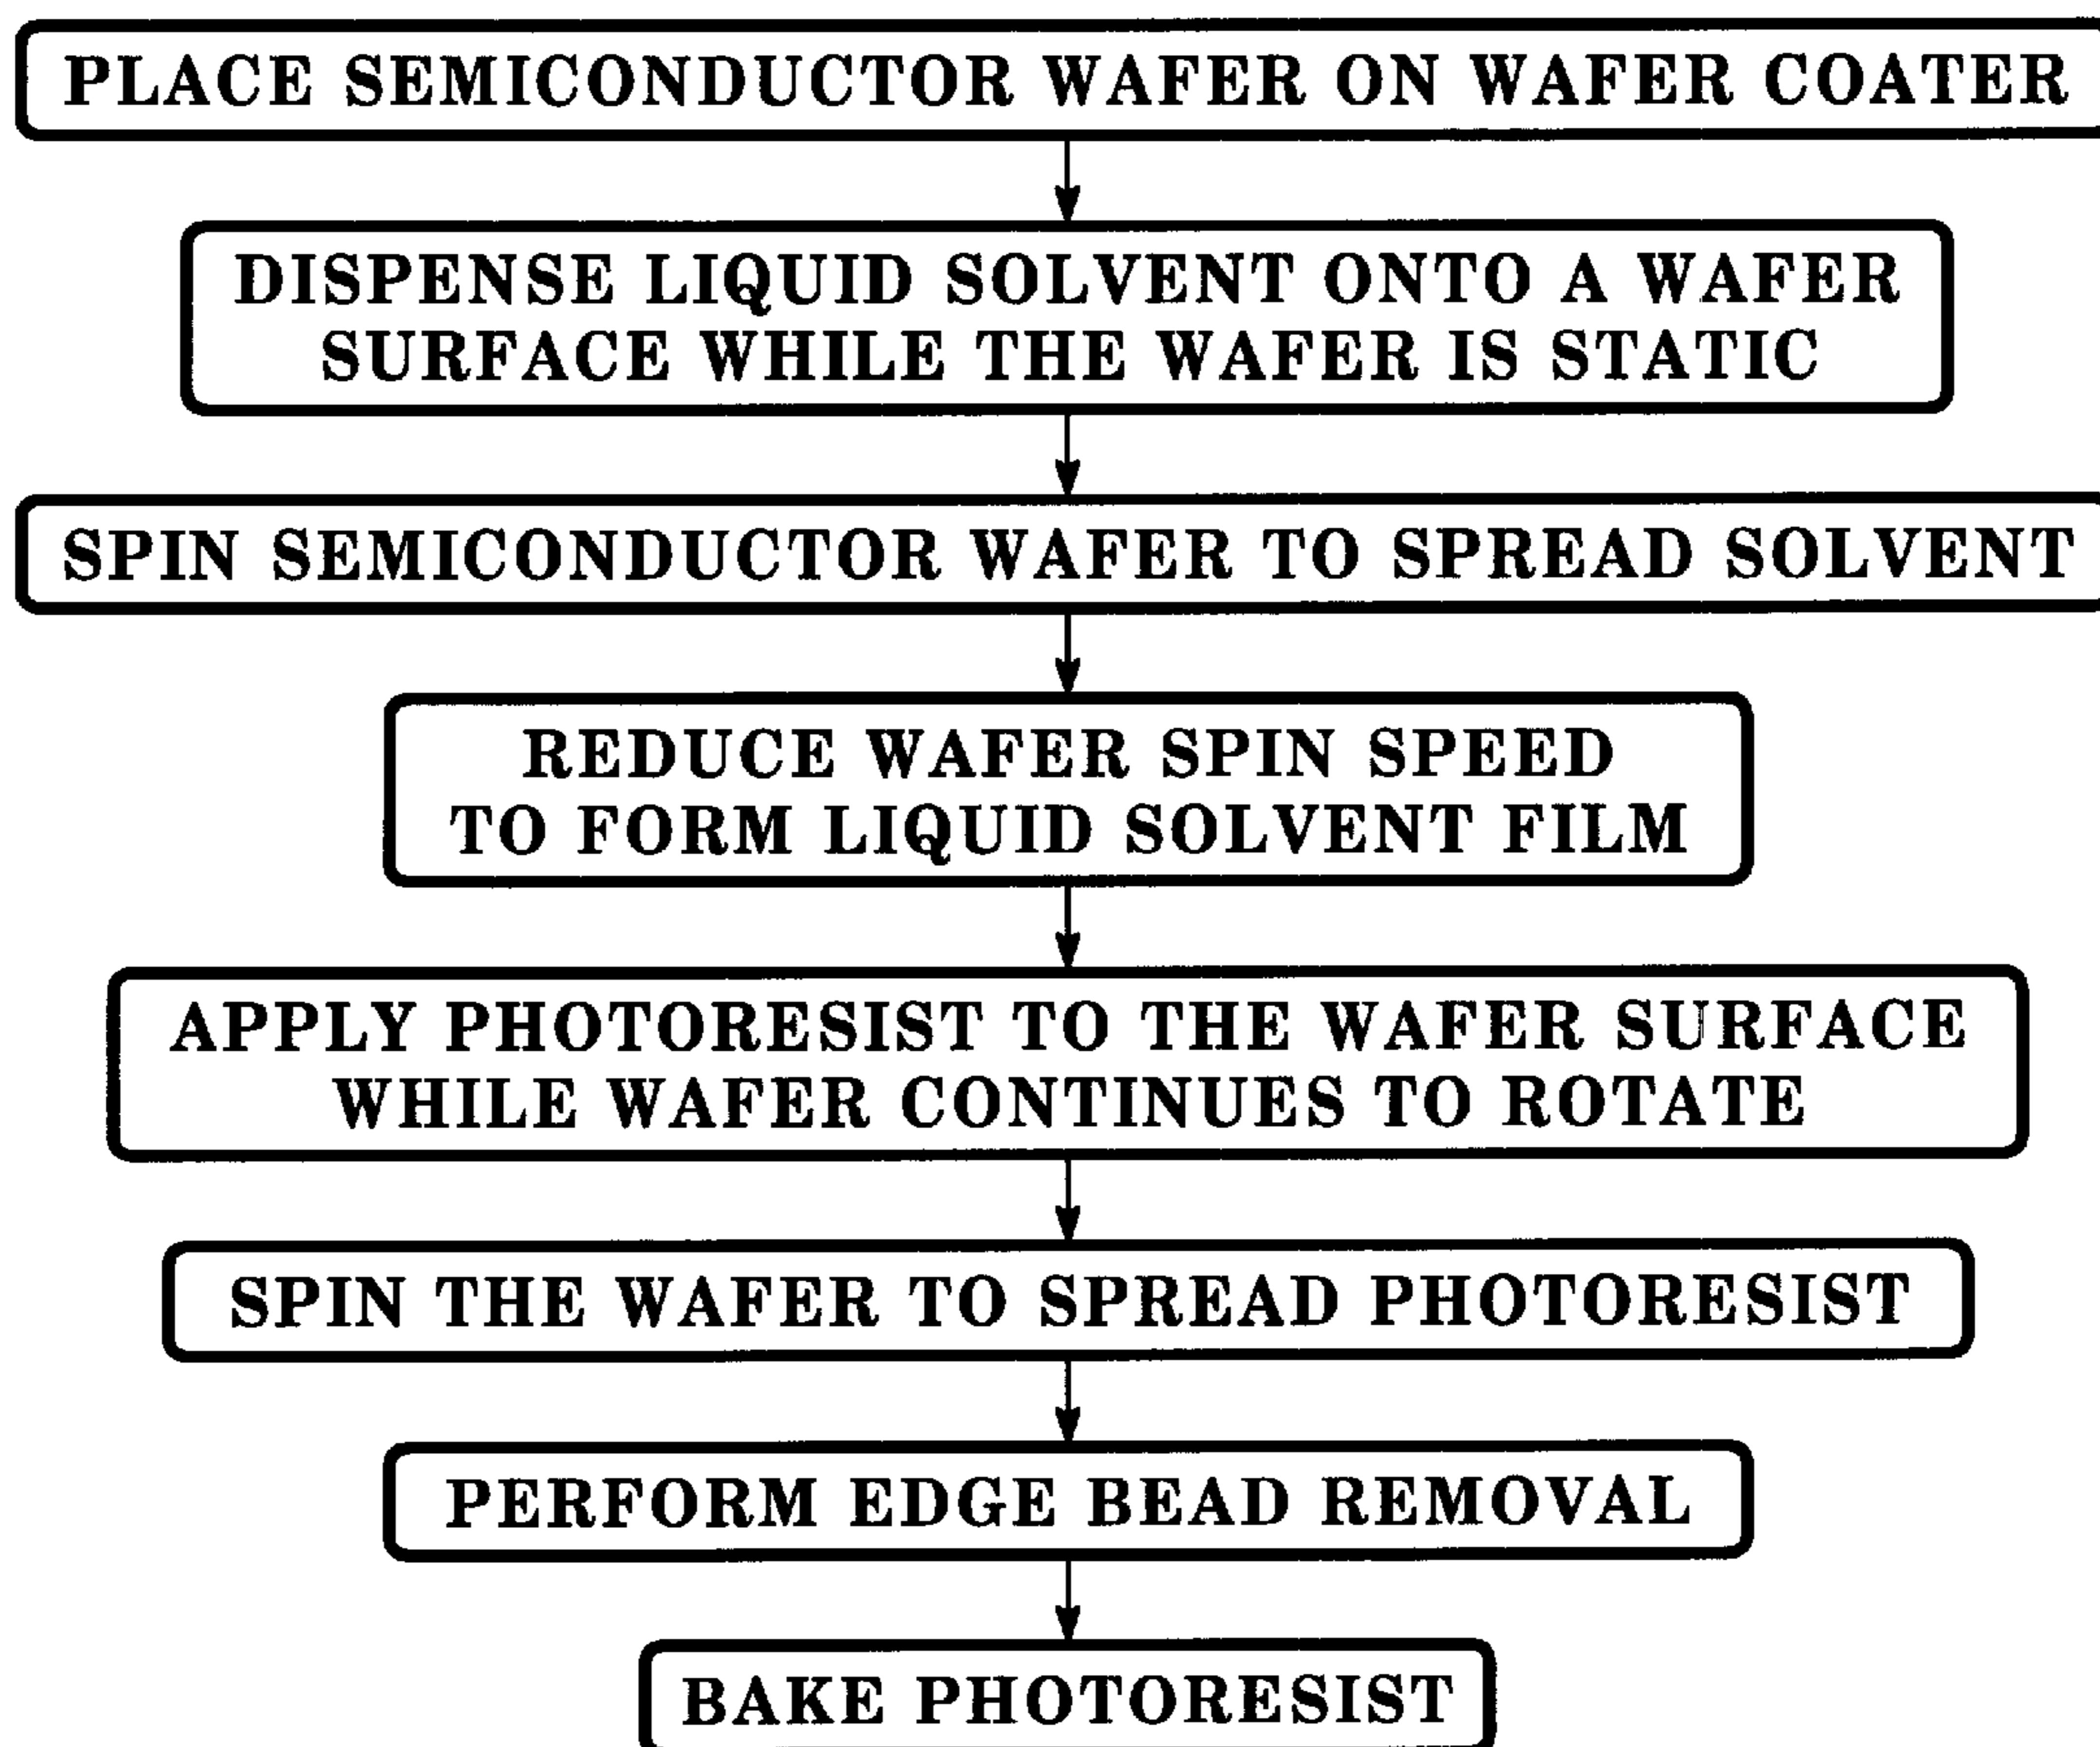 PLACE SEMICONDUCTOR WAFER ON WAFER COATER
DISPENSE LIQUID SOLVENT ONTO A WAFER
SURFACE WHILE THE WAFER IS STATIC
SPIN SEMICONDUCTOR WAFER TO SPREAD SOLVENT
REDUCE WAFER SPIN SPEED
TO FORM LIQUID SOLVENT FILM
APPLY PHOTORESIST TO THE WAFER SURFACE
WHILE WAFER CONTINUES TO ROTATE
SPIN THE WAFER TO SPREAD PHOTORESIST
PERFORM EDGE BEAD REMOVAL
BAKE PHOTORESIST